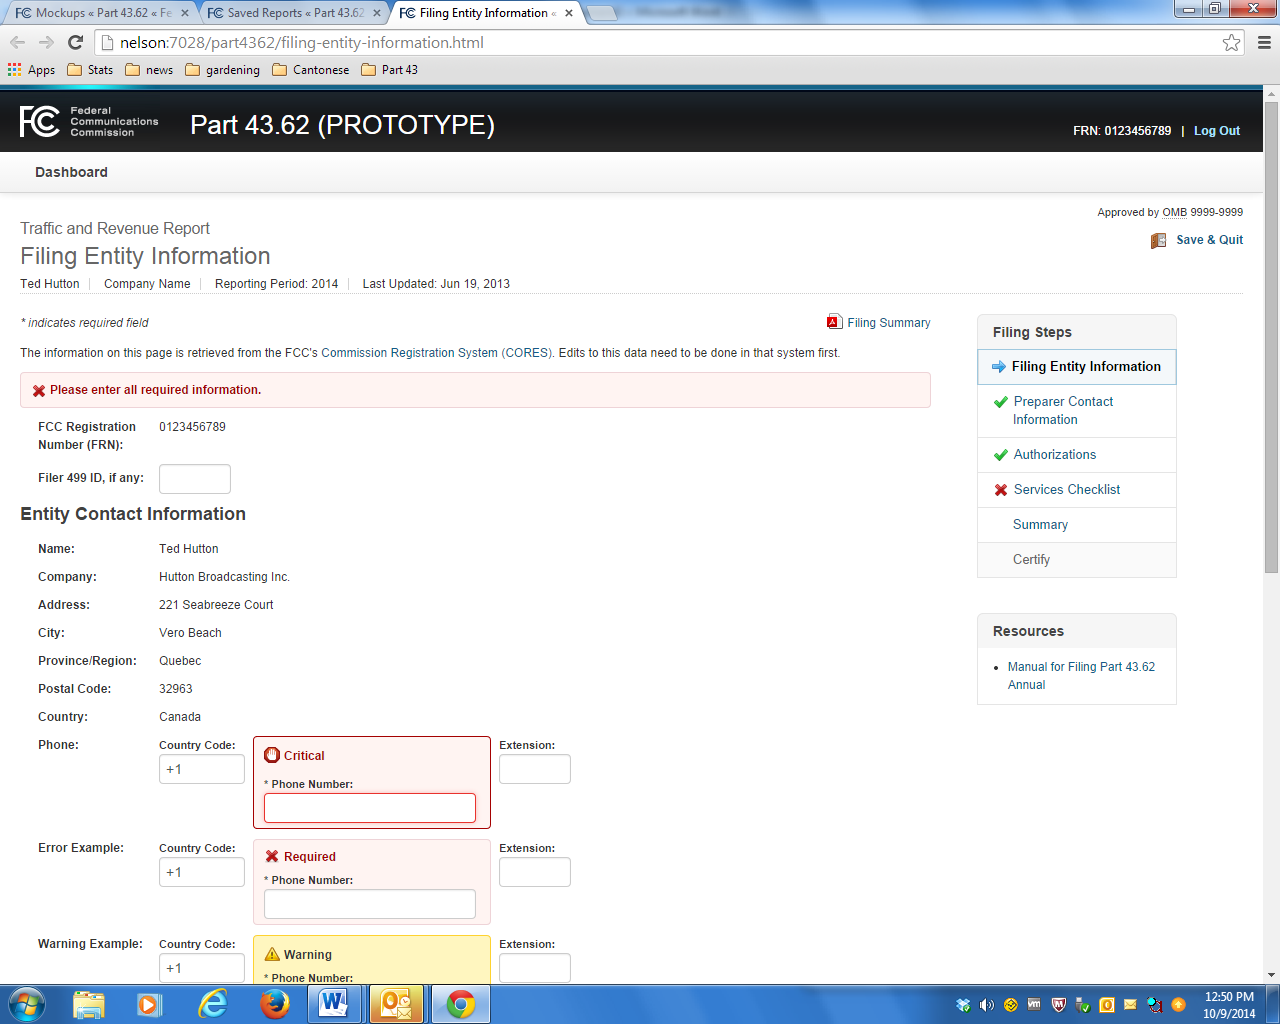 Mockups « Part 43.62 « Fe
Saved Reports « Part 43.62
Filing Entity Information «
nelson:7028/part4362/filing-entity-information.html
Apps Stats news gardening Cantonese Part 43
FCC Federal Communications Commission
Part 43.62 (PROTOTYPE)
FRN: 0123456789 | Log Out
Dashboard
Approved by OMB 9999-9999
Traffic and Revenue Report
Save & Quit
Filing Entity Information
Ted Hutton Company Name Reporting Period: 2014 Last Updated: Jun 19, 2013
* indicates required field
Filing Summary
The information on this page is retrieved from the FCC's Commission Registration System (CORES). Edits to this data need to be done in that system first.
Please enter all required information.
FCC Registration Number (FRN): 0123456789
Filer 499 ID, if any:
Entity Contact Information
Name: Ted Hutton
Company: Hutton Broadcasting Inc.
Address: 221 Seabreeze Court
City: Vero Beach
Province/Region: Quebec
Postal Code: 32963
Country: Canada
Phone: Country Code: +1
Critical
* Phone Number:
Extension:
Error Example: Country Code: +1
Required
* Phone Number:
Extension:
Warning Example: Country Code: +1
Warning
* Phone Number:
Extension:
Filing Steps
Filing Entity Information
Preparer Contact
Information
Authorizations
Services Checklist
Summary
Certify
Resources
Manual for Filing Part 43.62
Annual
12:50 PM
10/9/2014